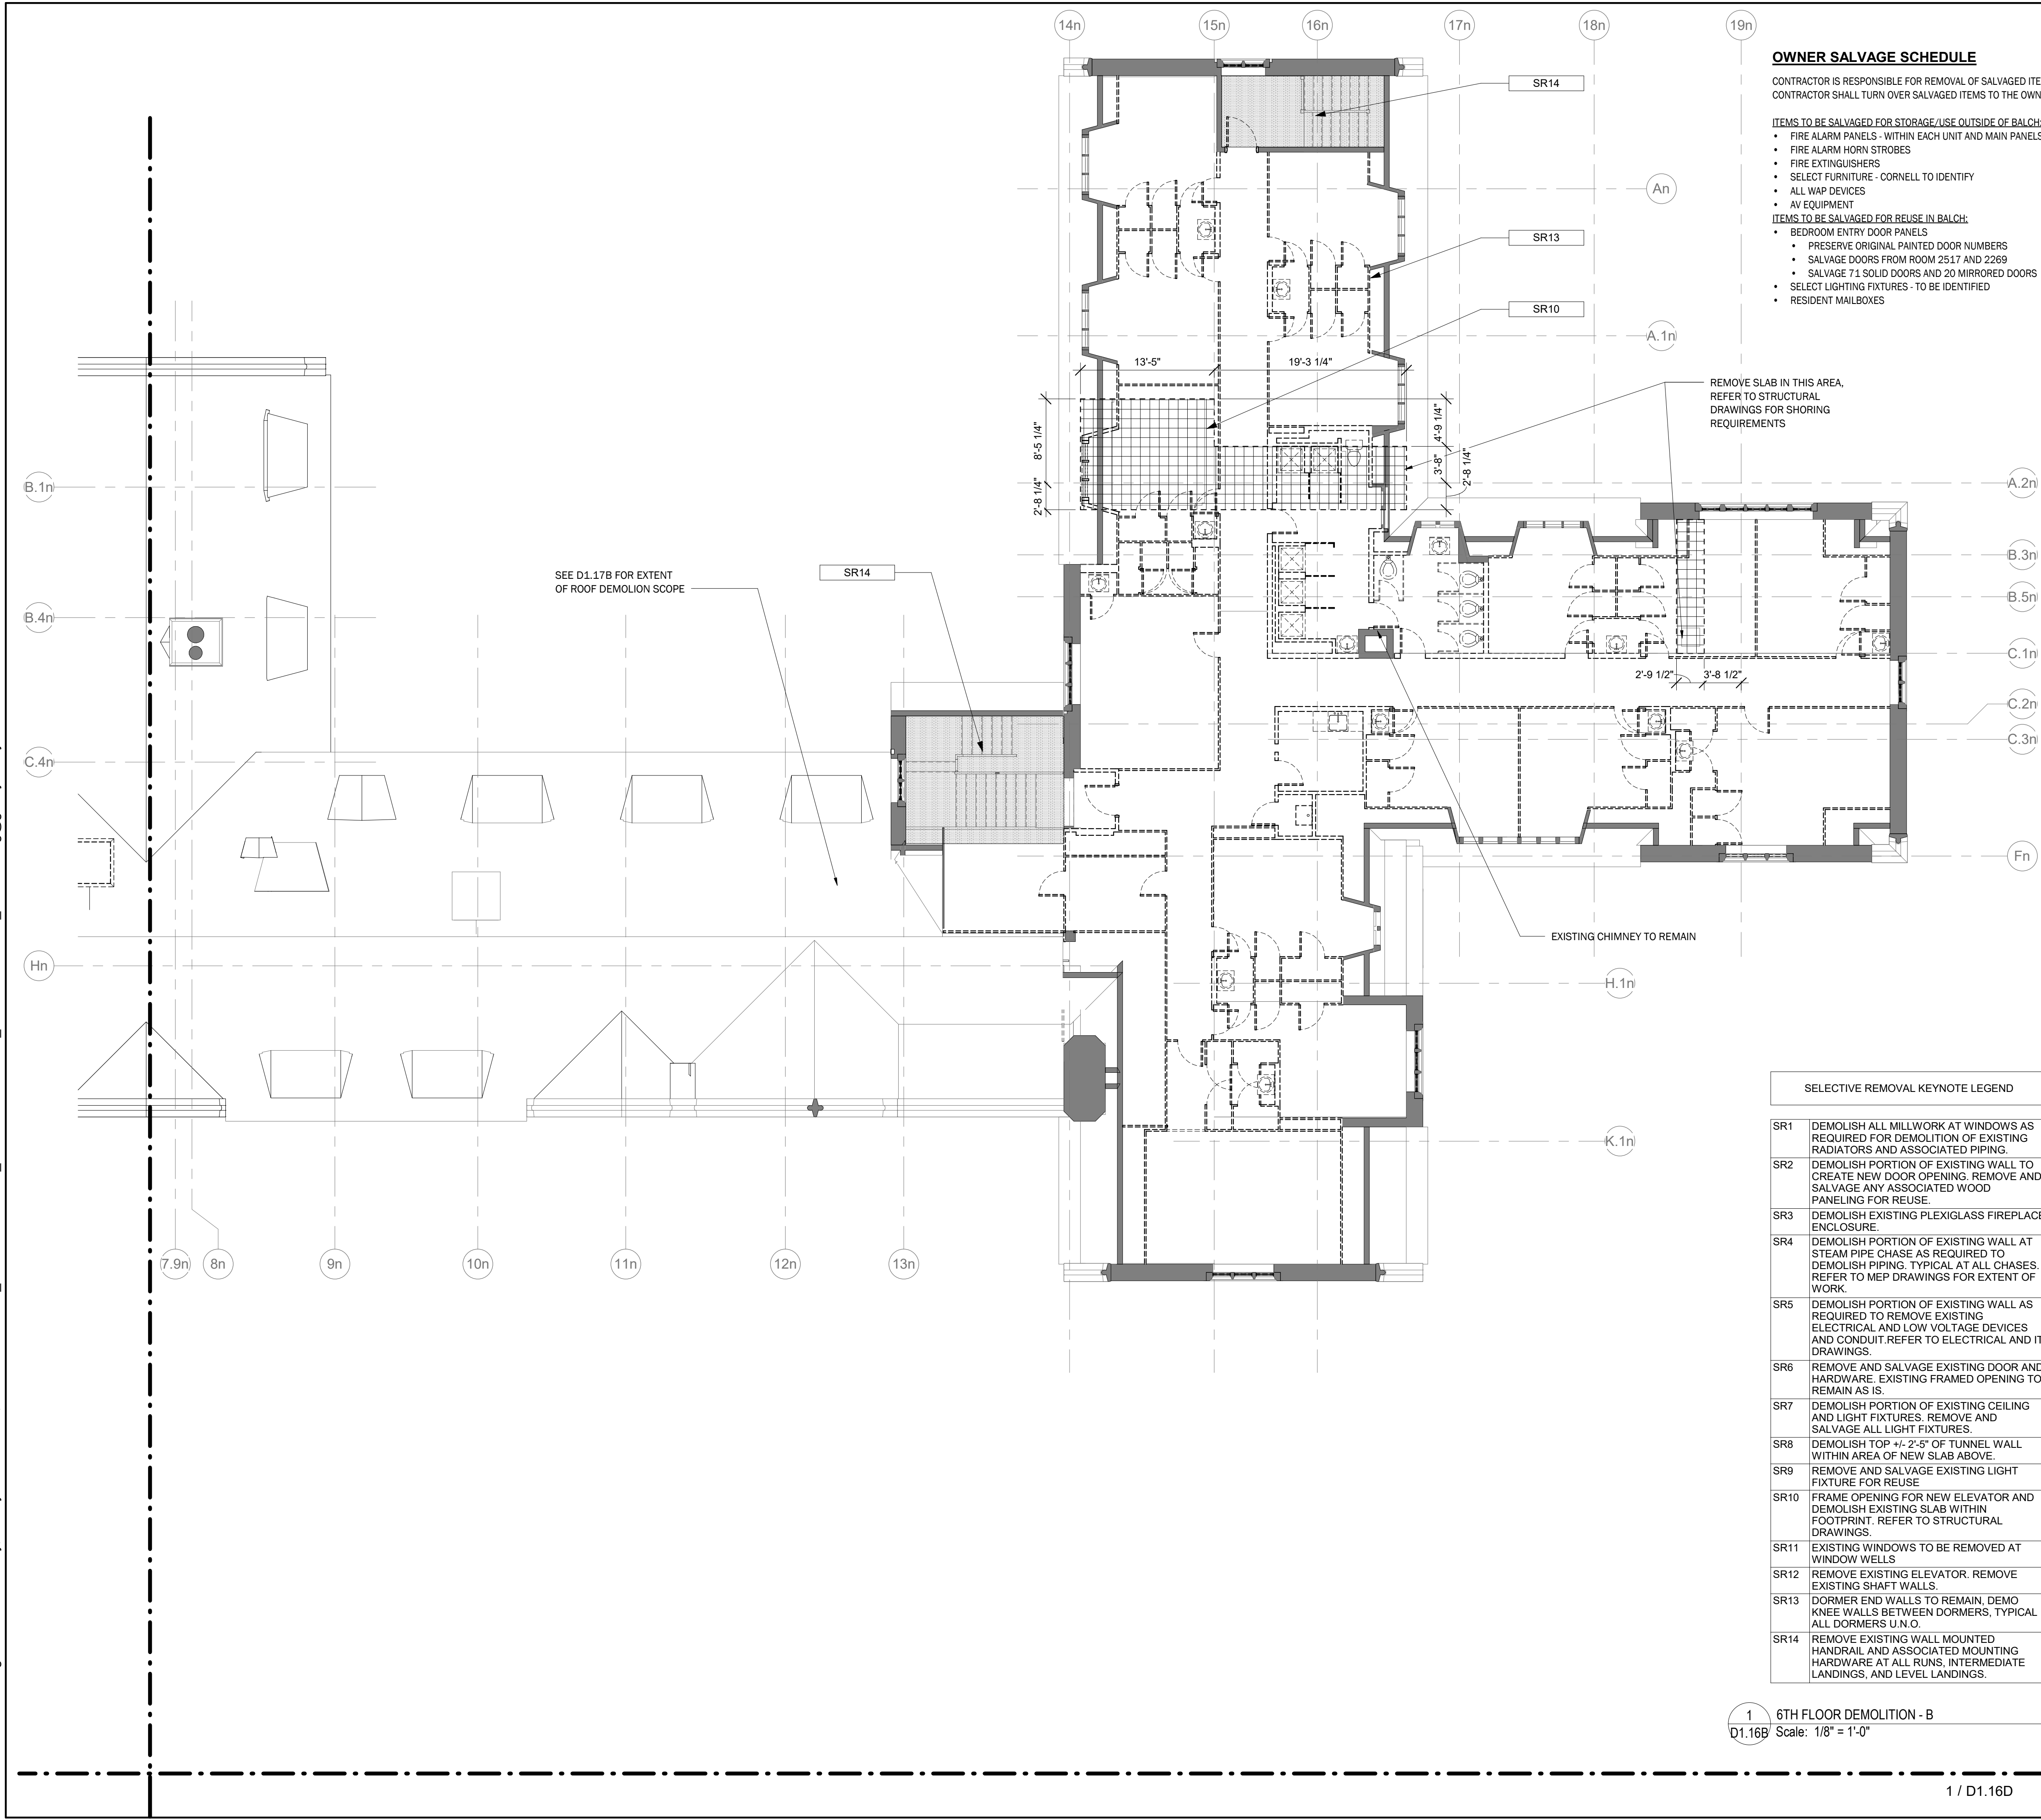 14n
15n
16n
17n
18n
19n
OWNER SALVAGE SCHEDULE
CONTRACTOR IS RESPONSIBLE FOR REMOVAL OF SALVAGED ITE
CONTRACTOR SHALL TURN OVER SALVAGED ITEMS TO THE OWN
ITEMS TO BE SALVAGED FOR STORAGE/USE OUTSIDE OF BALCH:
• FIRE ALARM PANELS - WITHIN EACH UNIT AND MAIN PANELS
• FIRE ALARM HORN STROBES
• FIRE EXTINGUISHERS
• SELECT FURNITURE - CORNELL TO IDENTIFY
• ALL WAP DEVICES
• AV EQUIPMENT
ITEMS TO BE SALVAGED FOR REUSE IN BALCH:
• BEDROOM ENTRY DOOR PANELS
• PRESERVE ORIGINAL PAINTED DOOR NUMBERS
• SALVAGE DOORS FROM ROOM 2517 AND 2269
• SALVAGE 71 SOLID DOORS AND 20 MIRRORED DOORS
• SELECT LIGHTING FIXTURES - TO BE IDENTIFIED
• RESIDENT MAILBOXES
SR14
An
SR13
SR10
A.1n
13'-5"
19'-3 1/4"
REMOVE SLAB IN THIS AREA,
REFER TO STRUCTURAL
DRAWINGS FOR SHORING
REQUIREMENTS
8'-5 1/4"
2'-8 1/4"
4'-9 1/4"
3'-8"
2'-8 1/4"
B.1n
A.2n
B.3n
SEE D1.17B FOR EXTENT
OF ROOF DEMOLION SCOPE
SR14
B.5n
B.4n
C.1n
2'-9 1/2"
3'-8 1/2"
C.2n
C.3n
C.4n
Fn
EXISTING CHIMNEY TO REMAIN
Hn
H.1n
K.1n
7.9n
8n
9n
10n
11n
12n
13n
SELECTIVE REMOVAL KEYNOTE LEGEND
SR1 DEMOLISH ALL MILLWORK AT WINDOWS AS
REQUIRED FOR DEMOLITION OF EXISTING
RADIATORS AND ASSOCIATED PIPING.
SR2 DEMOLISH PORTION OF EXISTING WALL TO
CREATE NEW DOOR OPENING. REMOVE AND
SALVAGE ANY ASSOCIATED WOOD
PANELING FOR REUSE.
SR3 DEMOLISH EXISTING PLEXIGLASS FIREPLACE
ENCLOSURE.
SR4 DEMOLISH PORTION OF EXISTING WALL AT
STEAM PIPE CHASE AS REQUIRED TO
DEMOLISH PIPING. TYPICAL AT ALL CHASES.
REFER TO MEP DRAWINGS FOR EXTENT OF
WORK.
SR5 DEMOLISH PORTION OF EXISTING WALL AS
REQUIRED TO REMOVE EXISTING
ELECTRICAL AND LOW VOLTAGE DEVICES
AND CONDUIT.REFER TO ELECTRICAL AND IT
DRAWINGS.
SR6 REMOVE AND SALVAGE EXISTING DOOR AND
HARDWARE. EXISTING FRAMED OPENING TO
REMAIN AS IS.
SR7 DEMOLISH PORTION OF EXISTING CEILING
AND LIGHT FIXTURES. REMOVE AND
SALVAGE ALL LIGHT FIXTURES.
SR8 DEMOLISH TOP +/- 2'-5" OF TUNNEL WALL
WITHIN AREA OF NEW SLAB ABOVE.
SR9 REMOVE AND SALVAGE EXISTING LIGHT
FIXTURE FOR REUSE
SR10 FRAME OPENING FOR NEW ELEVATOR AND
DEMOLISH EXISTING SLAB WITHIN
FOOTPRINT. REFER TO STRUCTURAL
DRAWINGS.
SR11 EXISTING WINDOWS TO BE REMOVED AT
WINDOW WELLS
SR12 REMOVE EXISTING ELEVATOR. REMOVE
EXISTING SHAFT WALLS.
SR13 DORMER END WALLS TO REMAIN, DEMO
KNEE WALLS BETWEEN DORMERS, TYPICAL
ALL DORMERS U.N.O.
SR14 REMOVE EXISTING WALL MOUNTED
HANDRAIL AND ASSOCIATED MOUNTING
HARDWARE AT ALL RUNS, INTERMEDIATE
LANDINGS, AND LEVEL LANDINGS.
1
D1.16B
6TH FLOOR DEMOLITION - B
Scale: 1/8" = 1'-0"
1 / D1.16D